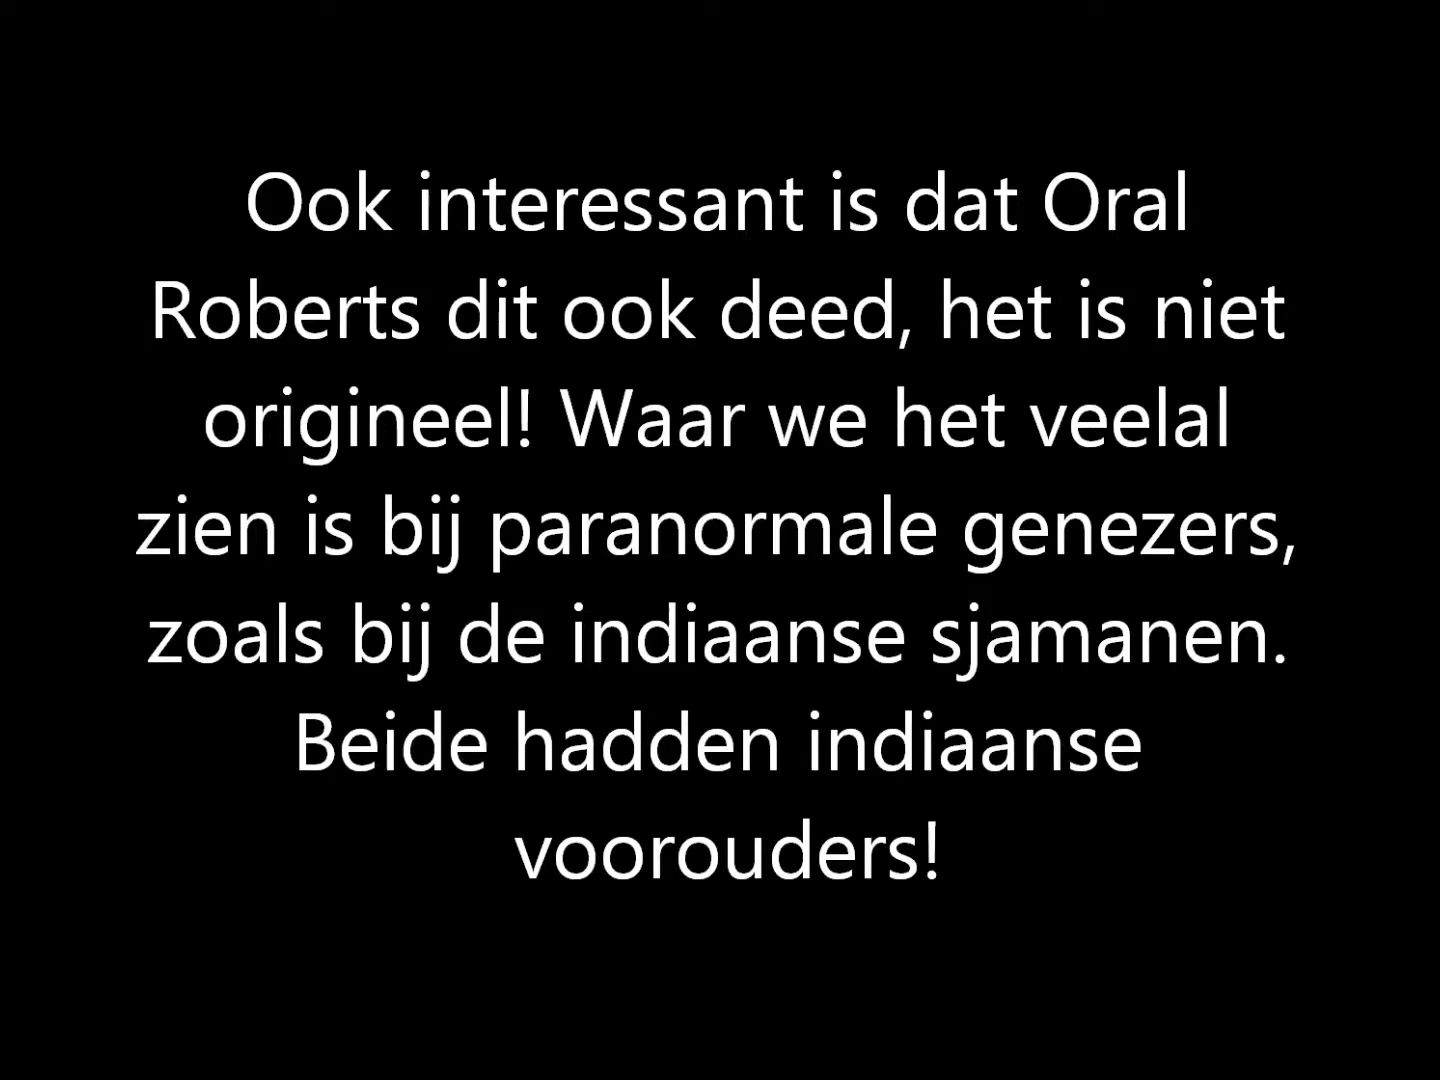 Ook interessant is dat Oral
Roberts dit ook deed, het is niet
origineel! Waar we het veelal
zien is bij paranormale genezers,
zoals bij de indiaanse sjamanen.
Beide hadden indiaanse
voorouders!